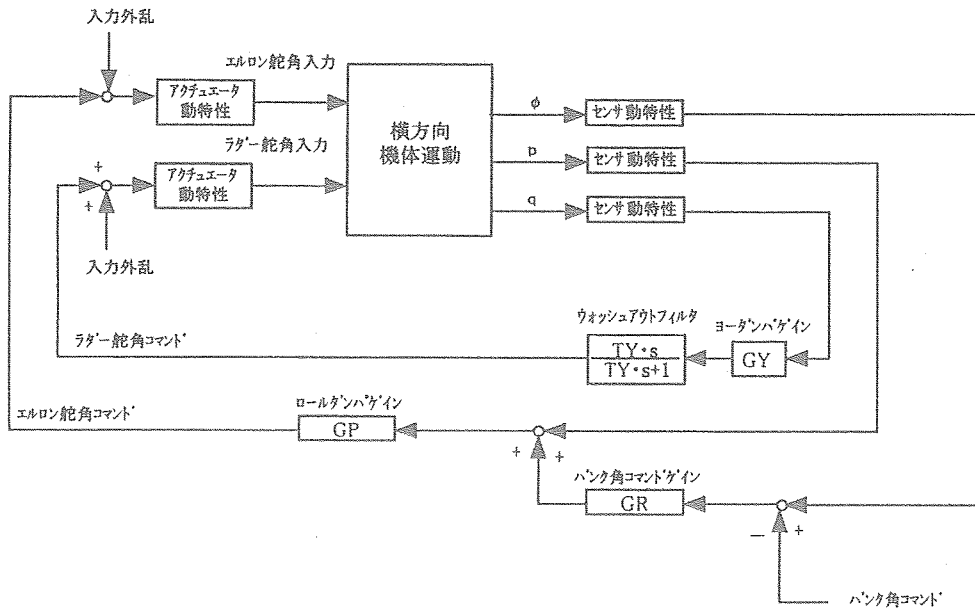 入力外乱
エルロン舵角入力
アクチュエータ
動特性
横方向
機体運動
φ
センサ動特性
ラダー舵角入力
p
センサ動特性
+
アクチュエータ
動特性
+
q
センサ動特性
入力外乱
ウォッシュアウトフィルタ
ヨーダンパゲイン
ラダー舵角コマンド
TY・s
TY・s+1
GY
ロールダンパゲイン
エルロン舵角コマンド
GP
+
+
バンク角コマンドゲイン
GR
−
+
バンク角コマンド